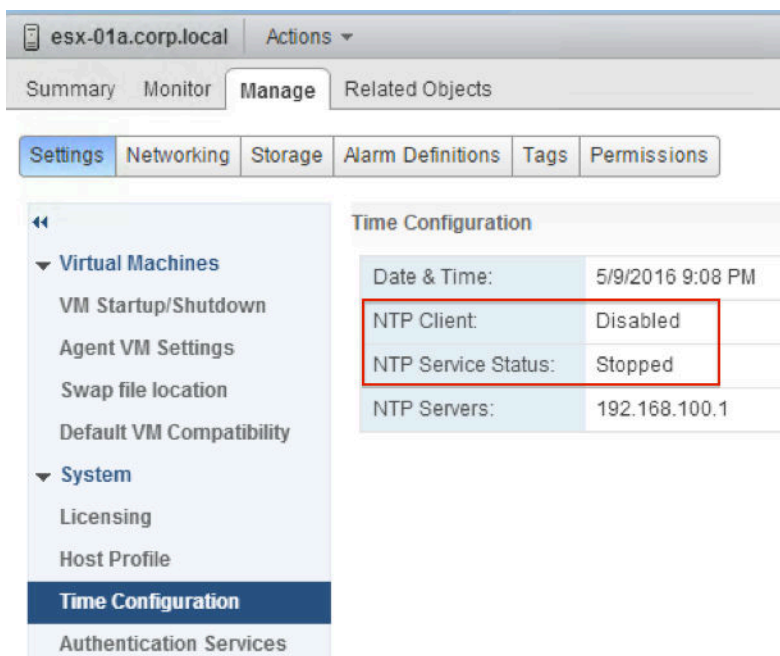 esx-01a.corp.local Actions
Summary Monitor Manage Related Objects
Settings Networking Storage Alarm Definitions Tags Permissions
Time Configuration
Virtual Machines
Date & Time: 5/9/2016 9:08 PM
VM Startup/Shutdown
NTP Client: Disabled
Agent VM Settings
NTP Service Status: Stopped
Swap file location
NTP Servers: 192.168.100.1
Default VM Compatibility
System
Licensing
Host Profile
Time Configuration
Authentication Services